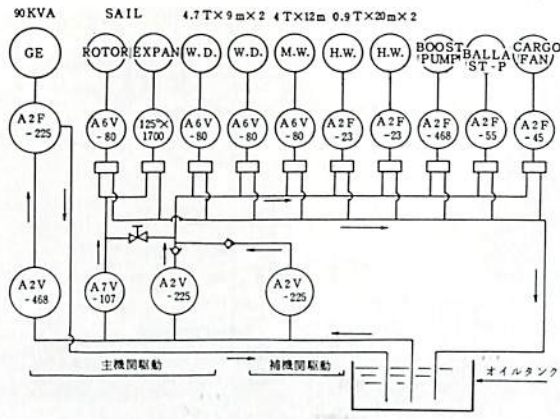 90KVA
SAIL
4.7T×9m×2
4T×12m
0.9T×20m×2
GE
ROTOR
EXPAN
W.D.
W.D.
M.W.
H.W.
H.W.
BOOST
PUMP
BALLA
ST-P
CARGO
FAN
A2F
-225
A6V
-80
125°×
1700
A6V
-80
A6V
-80
A6V
-80
A2F
-23
A2F
-23
A2F
-468
A2F
-55
A2F
-45
A2V
-468
A7V
-107
A2V
-225
A2V
-225
主機関駆動
補機関駆動
オイルタンク